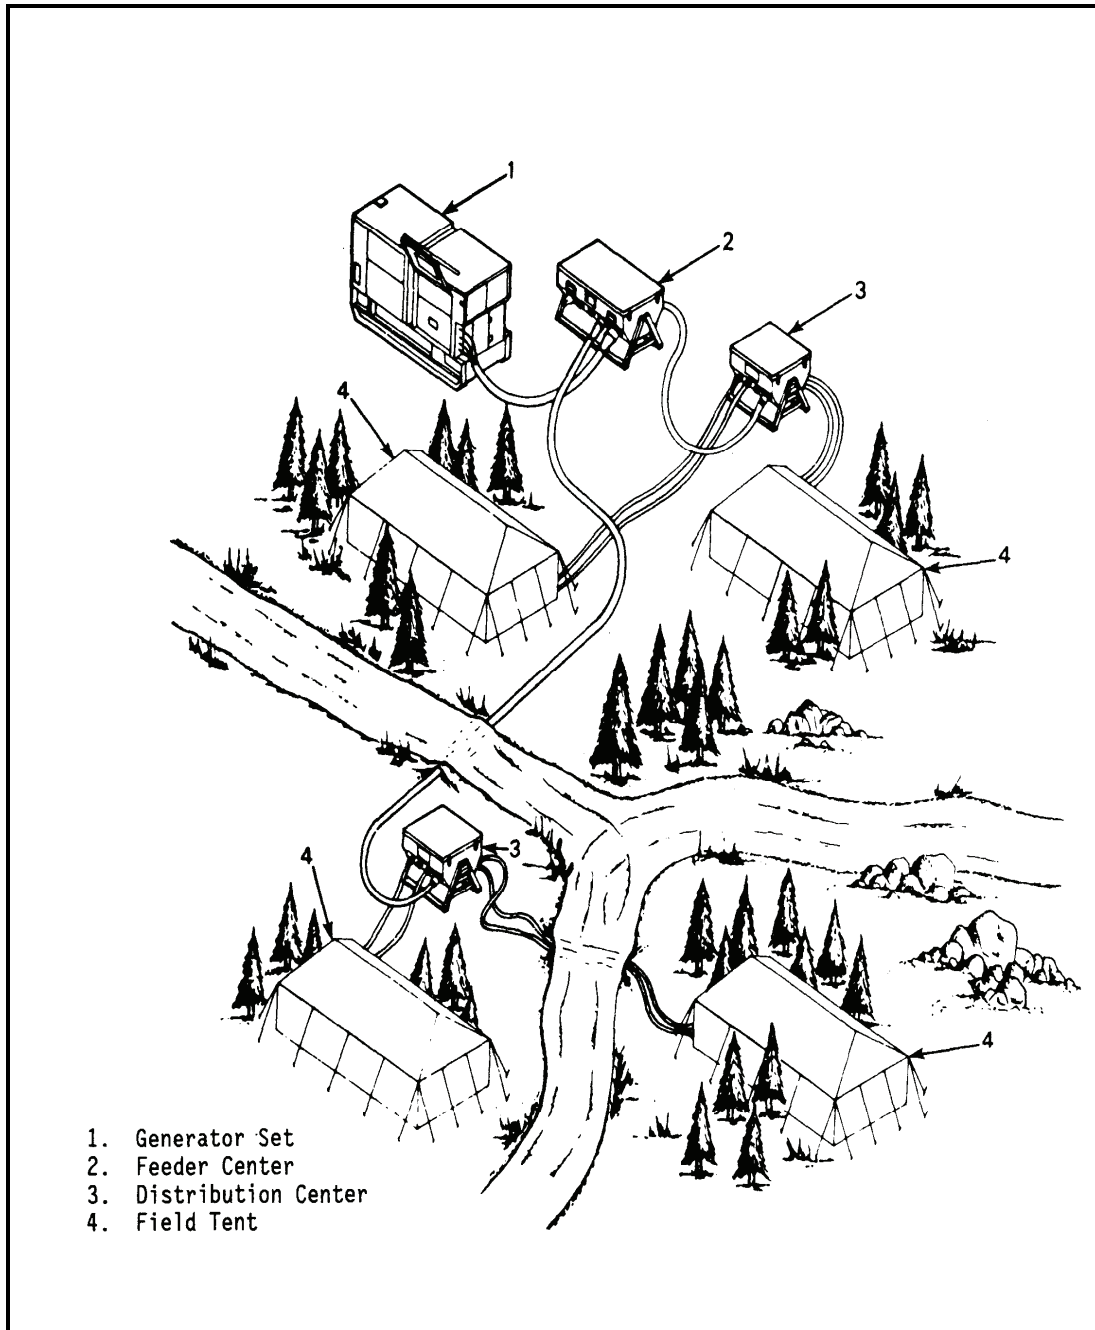 1
2
3
4
4
3
4
4
1. Generator Set
2. Feeder Center
3. Distribution Center
4. Field Tent